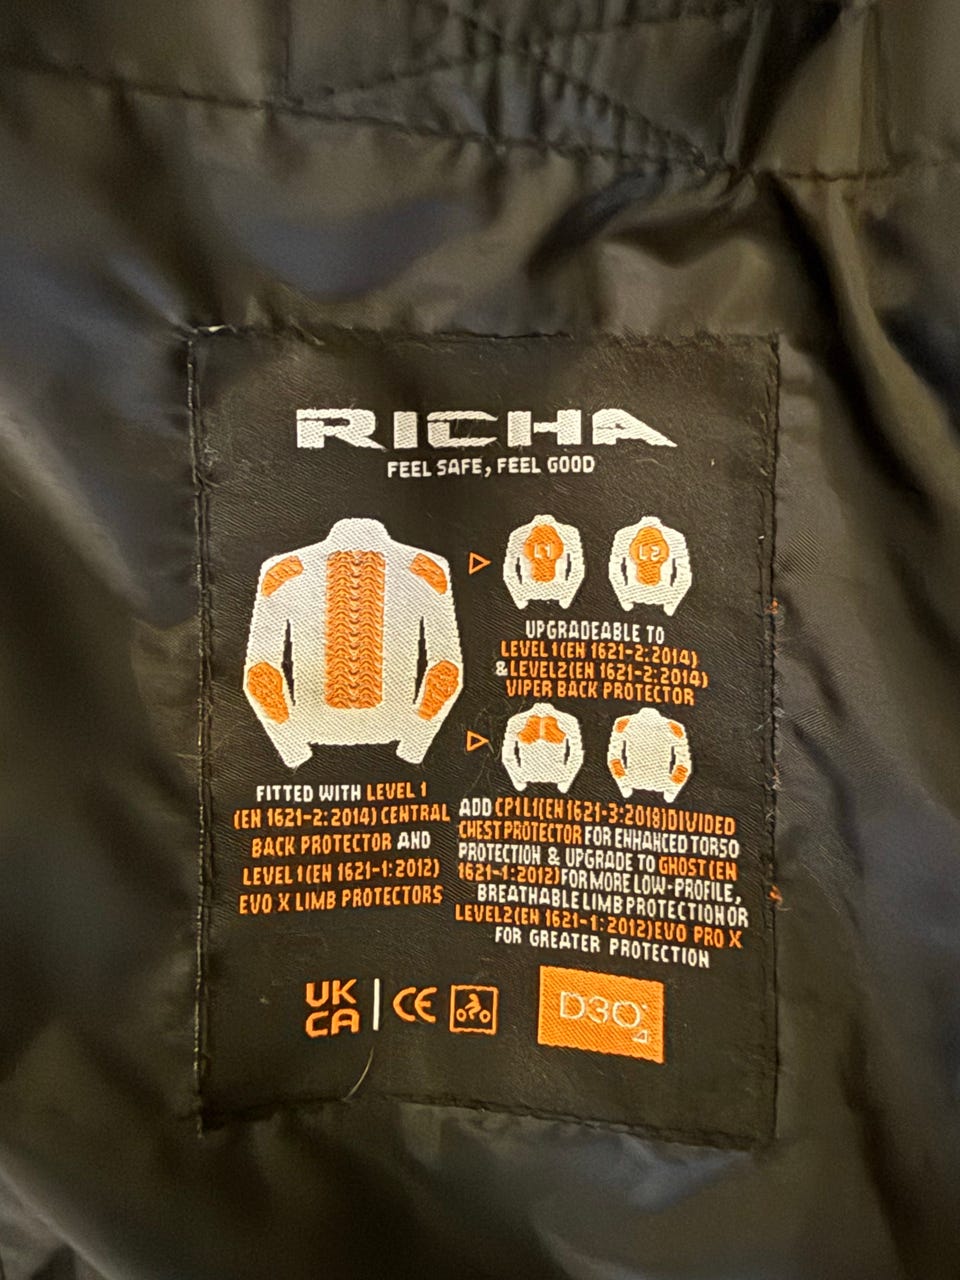 RICHA
FEEL SAFE, FEEL GOOD
L1
L2
UPGRADEABLE TO
LEVEL 1(EN 1621-2:2014)
&LEVEL2(EN 1621-2:2014)
VIPER BACK PROTECTOR
FITTED WITH LEVEL 1
(EN 1621-2:2014) CENTRAL
BACK PROTECTOR AND
LEVEL 1(EN 1621-1:2012)
EVO X LIMB PROTECTORS
ADD CP1L1(EN1621-3:2018)DIVIDED
CHEST PROTECTOR FOR ENHANCED TORSO
PROTECTION & UPGRADE TO GHOST(EN
1621-1:2012)FOR MORE LOW-PROFILE,
BREATHABLE LIMB PROTECTION OR
LEVEL2(EN 1621-1:2012)EVO PRO X
FOR GREATER PROTECTION
UK
CA
CE
D3O